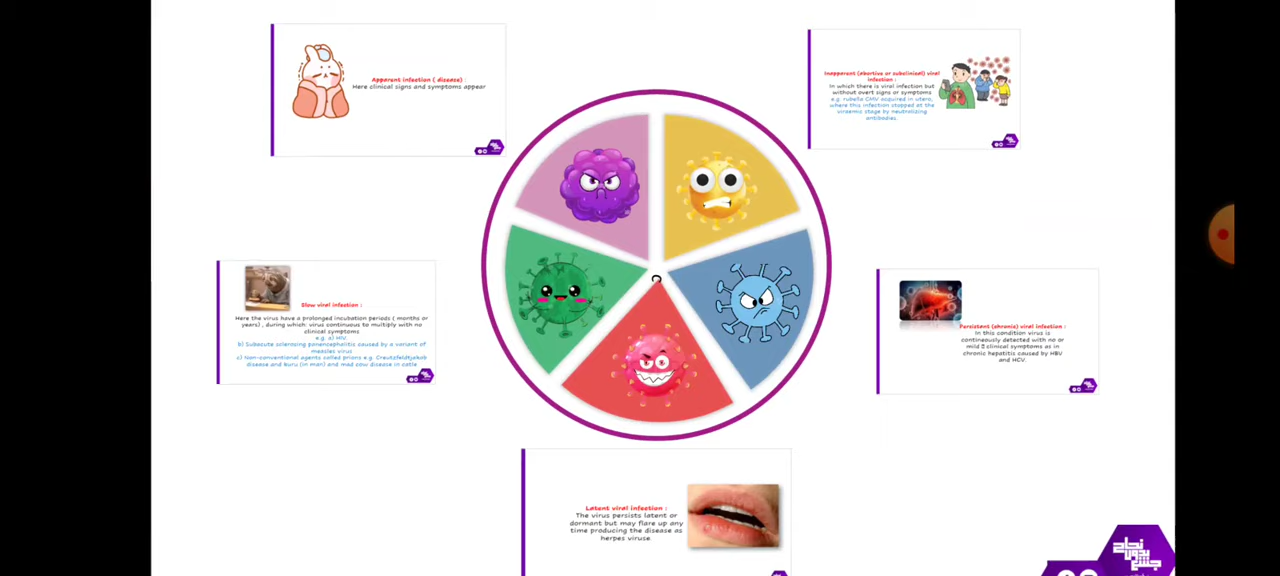 Apparent infection ( disease) :
Here clinical signs and symptoms appear
Inapparent (abortive or subclinical) viral
infection :
In which there is viral infection but
without overt signs or symptoms
e.g. rubella CMV acquired in utero,
where this infection stopped at the
viraemic stage by neutralizing
antibodies.
Slow viral infection :
Here the virus have a prolonged incubation periods ( months or
years) , during which virus continuous to multiply with no
clinical symptoms
e.g. a) HIV.
b) Subacute sclerosing panencephalitis caused by a variant of
measles virus
c) Non-conventional agents called prions e.g. Creutzfeldtjakob
disease and kuru (in man) and mad cow disease in cattle
Persistent (chronic) viral infection :
In this condition virus is
continuously detected with no or
mild clinical symptoms as in
chronic hepatitis caused by HBV
and HCV.
Latent viral infection :
The virus persists latent or
dormant but may flare up any
time producing the disease as
herpes viruse